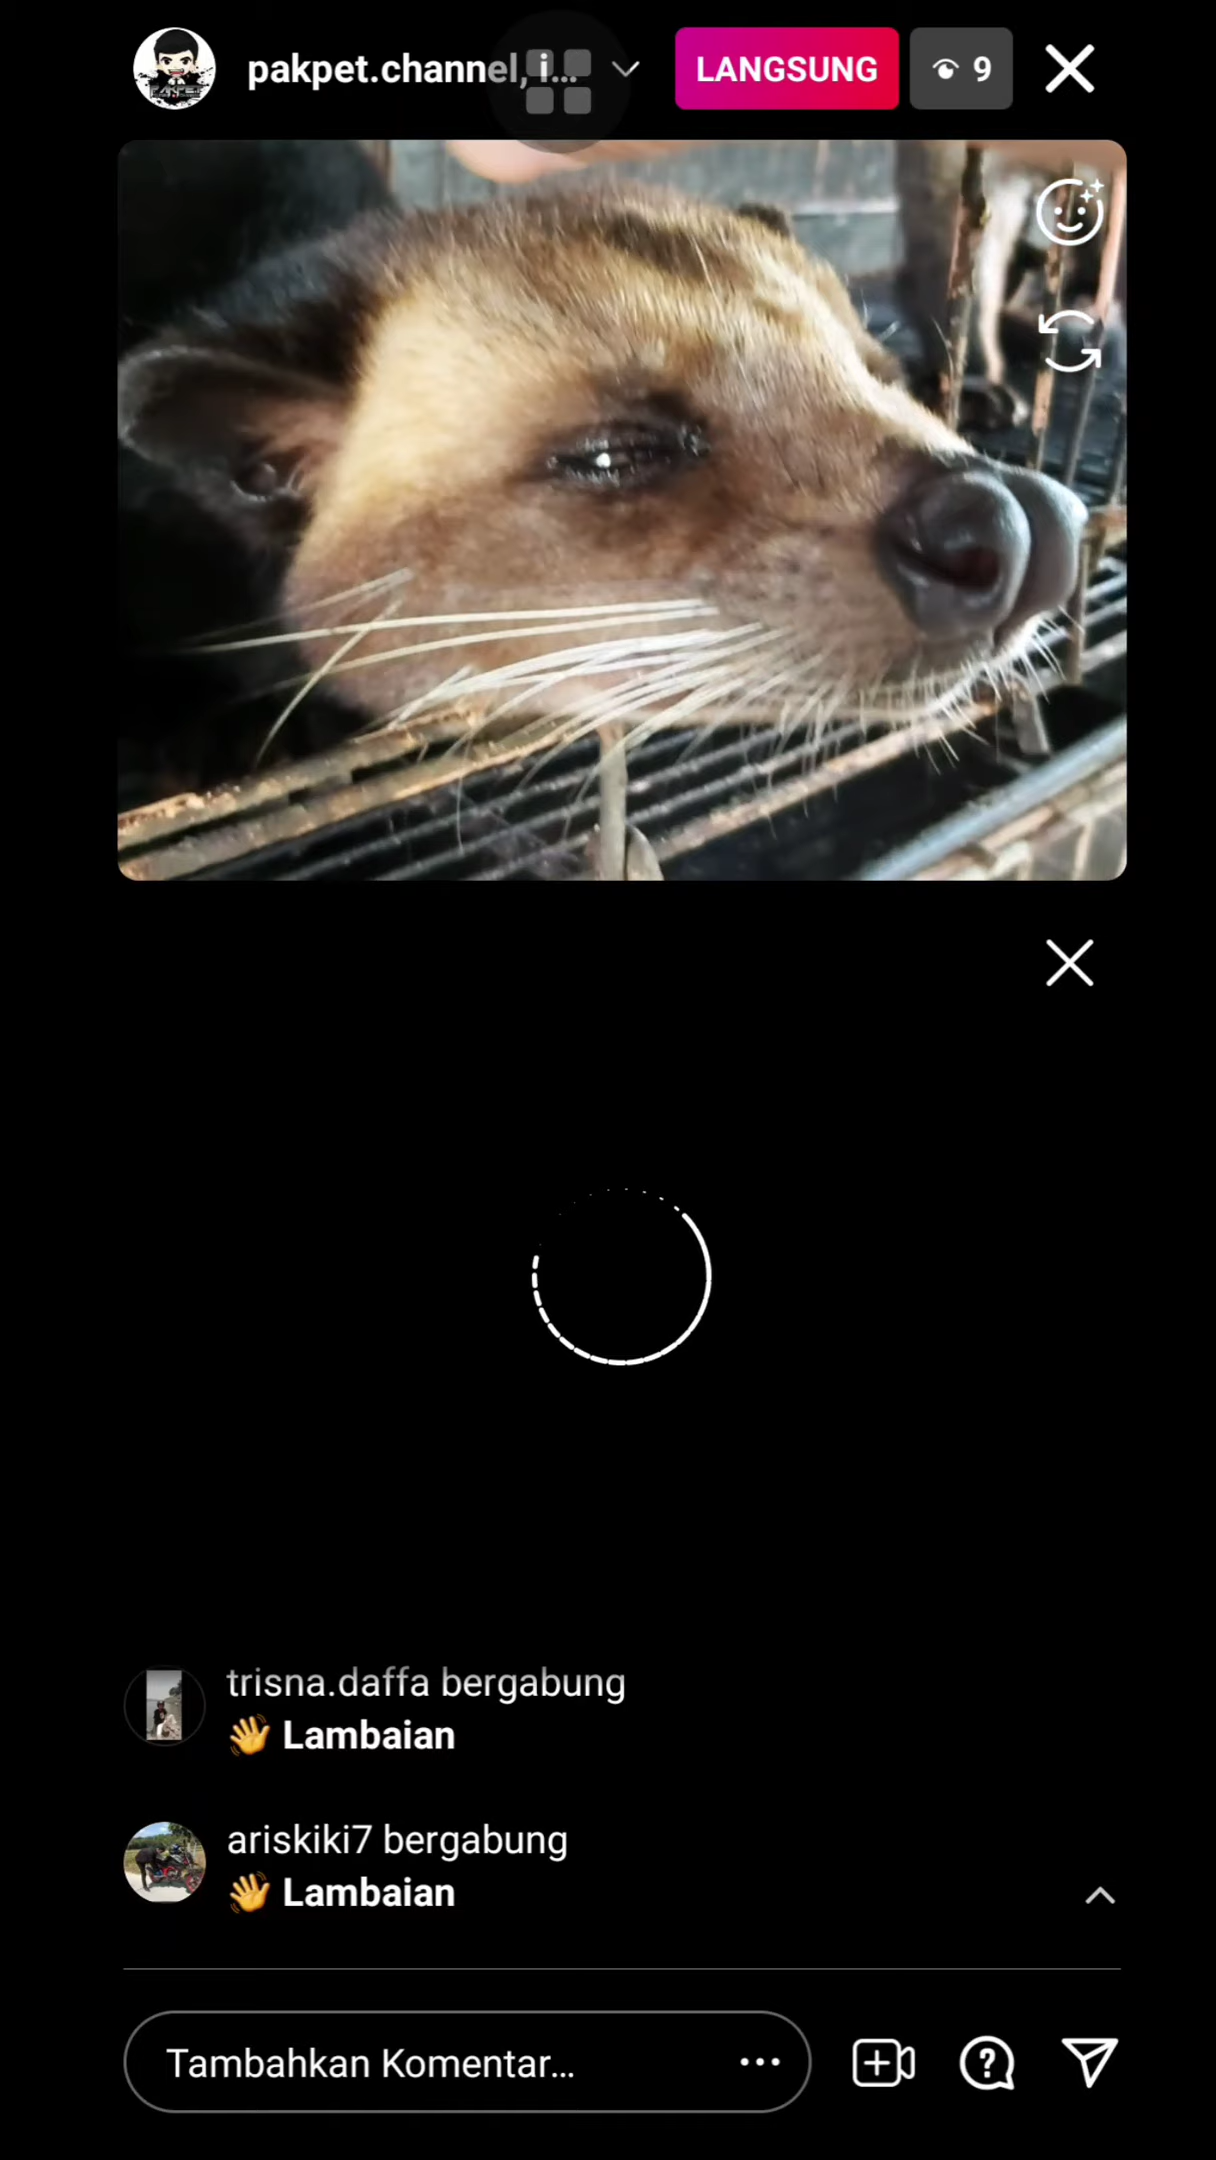 pakpet.channel, i...
LANGSUNG
9
trisna.daffa bergabung
👋 Lambaian
ariskiki7 bergabung
👋 Lambaian
Tambahkan Komentar...